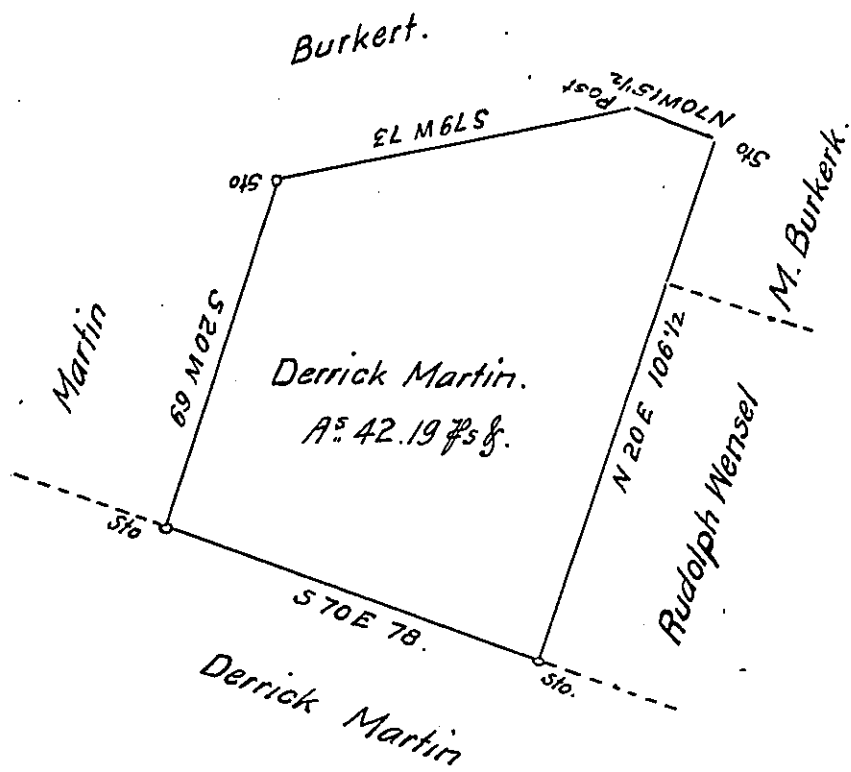 Burkert.
Post
N70W15½
Sto
S79W 73
Sto
M. Burkerk.
Martin
S 20 W 69
Derrick Martin.
Aˢ 42.19
N 20 E 106½
Rudolph Wensel
Sto
S 70 E 78.
Sto.
Derrick Martin